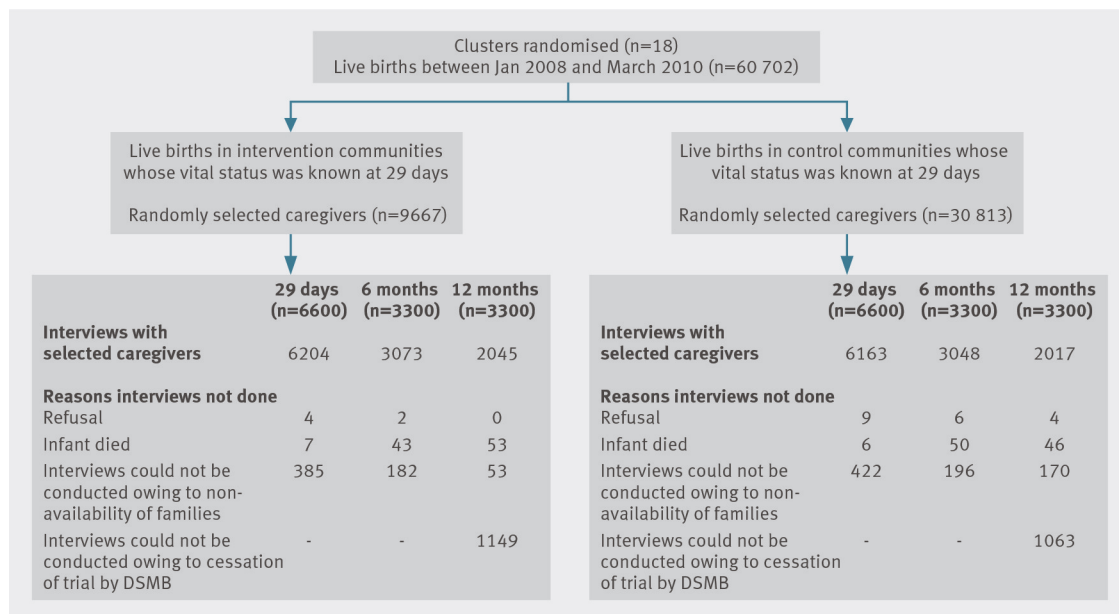 Clusters randomised (n=18)
Live births between Jan 2008 and March 2010 (n=60 702)
Live births in intervention communities
whose vital status was known at 29 days
Randomly selected caregivers (n=9667)
Live births in control communities whose
vital status was known at 29 days
Randomly selected caregivers (n=30 813)
29 days 6 months 12 months
(n=6600) (n=3300) (n=3300)
Interviews with
selected caregivers 6204 3073 2045
Reasons interviews not done
Refusal 4 2 0
Infant died 7 43 53
Interviews could not be 385 182 53
conducted owing to non-
availability of families
Interviews could not be - - 1149
conducted owing to cessation
of trial by DSMB
29 days 6 months 12 months
(n=6600) (n=3300) (n=3300)
Interviews with
selected caregivers 6163 3048 2017
Reasons interviews not done
Refusal 9 6 4
Infant died 6 50 46
Interviews could not be 422 196 170
conducted owing to non-
availability of families
Interviews could not be - - 1063
conducted owing to cessation
of trial by DSMB